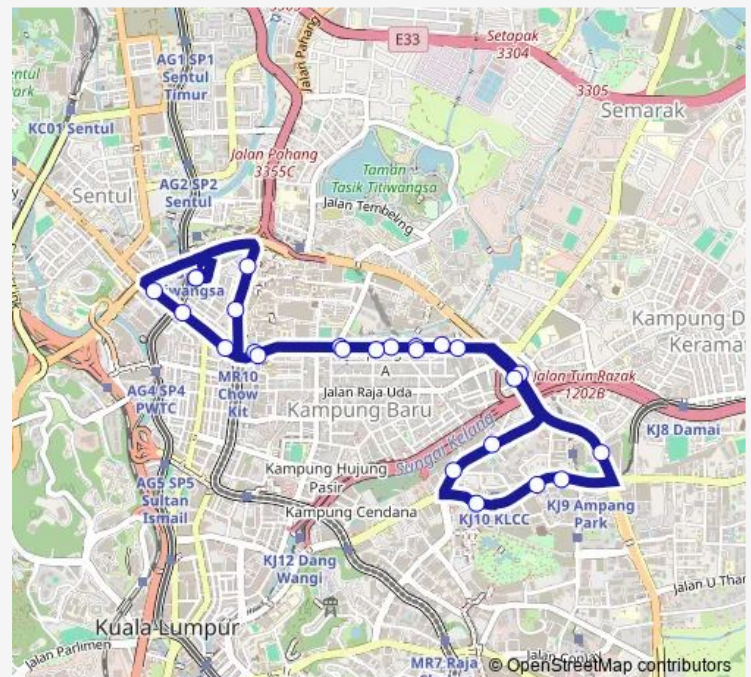 E33
Setapak
3304
Jalan Pahang
AG1 SP1
Sentul
Timur
3305
Semarak
KC01 Sentul
Jalan Pahang
3355C
Taman
Tasik Titiwangsa
AG2 SP2
Sentul
Sentul
Jalan Tembeling
wangsa
Kampung D
Kerama
A
Jalan Tun Razak
1202B
MR10
Chow
Kit
Jalan Raja Uda
AG4 SP4
PWTC
Kampung Baru
KJ8 Damai
Sungai Kelang
Kampung Hujung
Pasir
AG5 SP5
Sultan
Ismail
Kampung Cendana
KJ10 KLCC
KJ9 Ampang
Park
KJ12 Dang
Wangi
Jalan U Thar
Kuala Lumpur
Jalan Parlimen
MR7 Raja
Jalan Conlay
© OpenStreetMap contributors